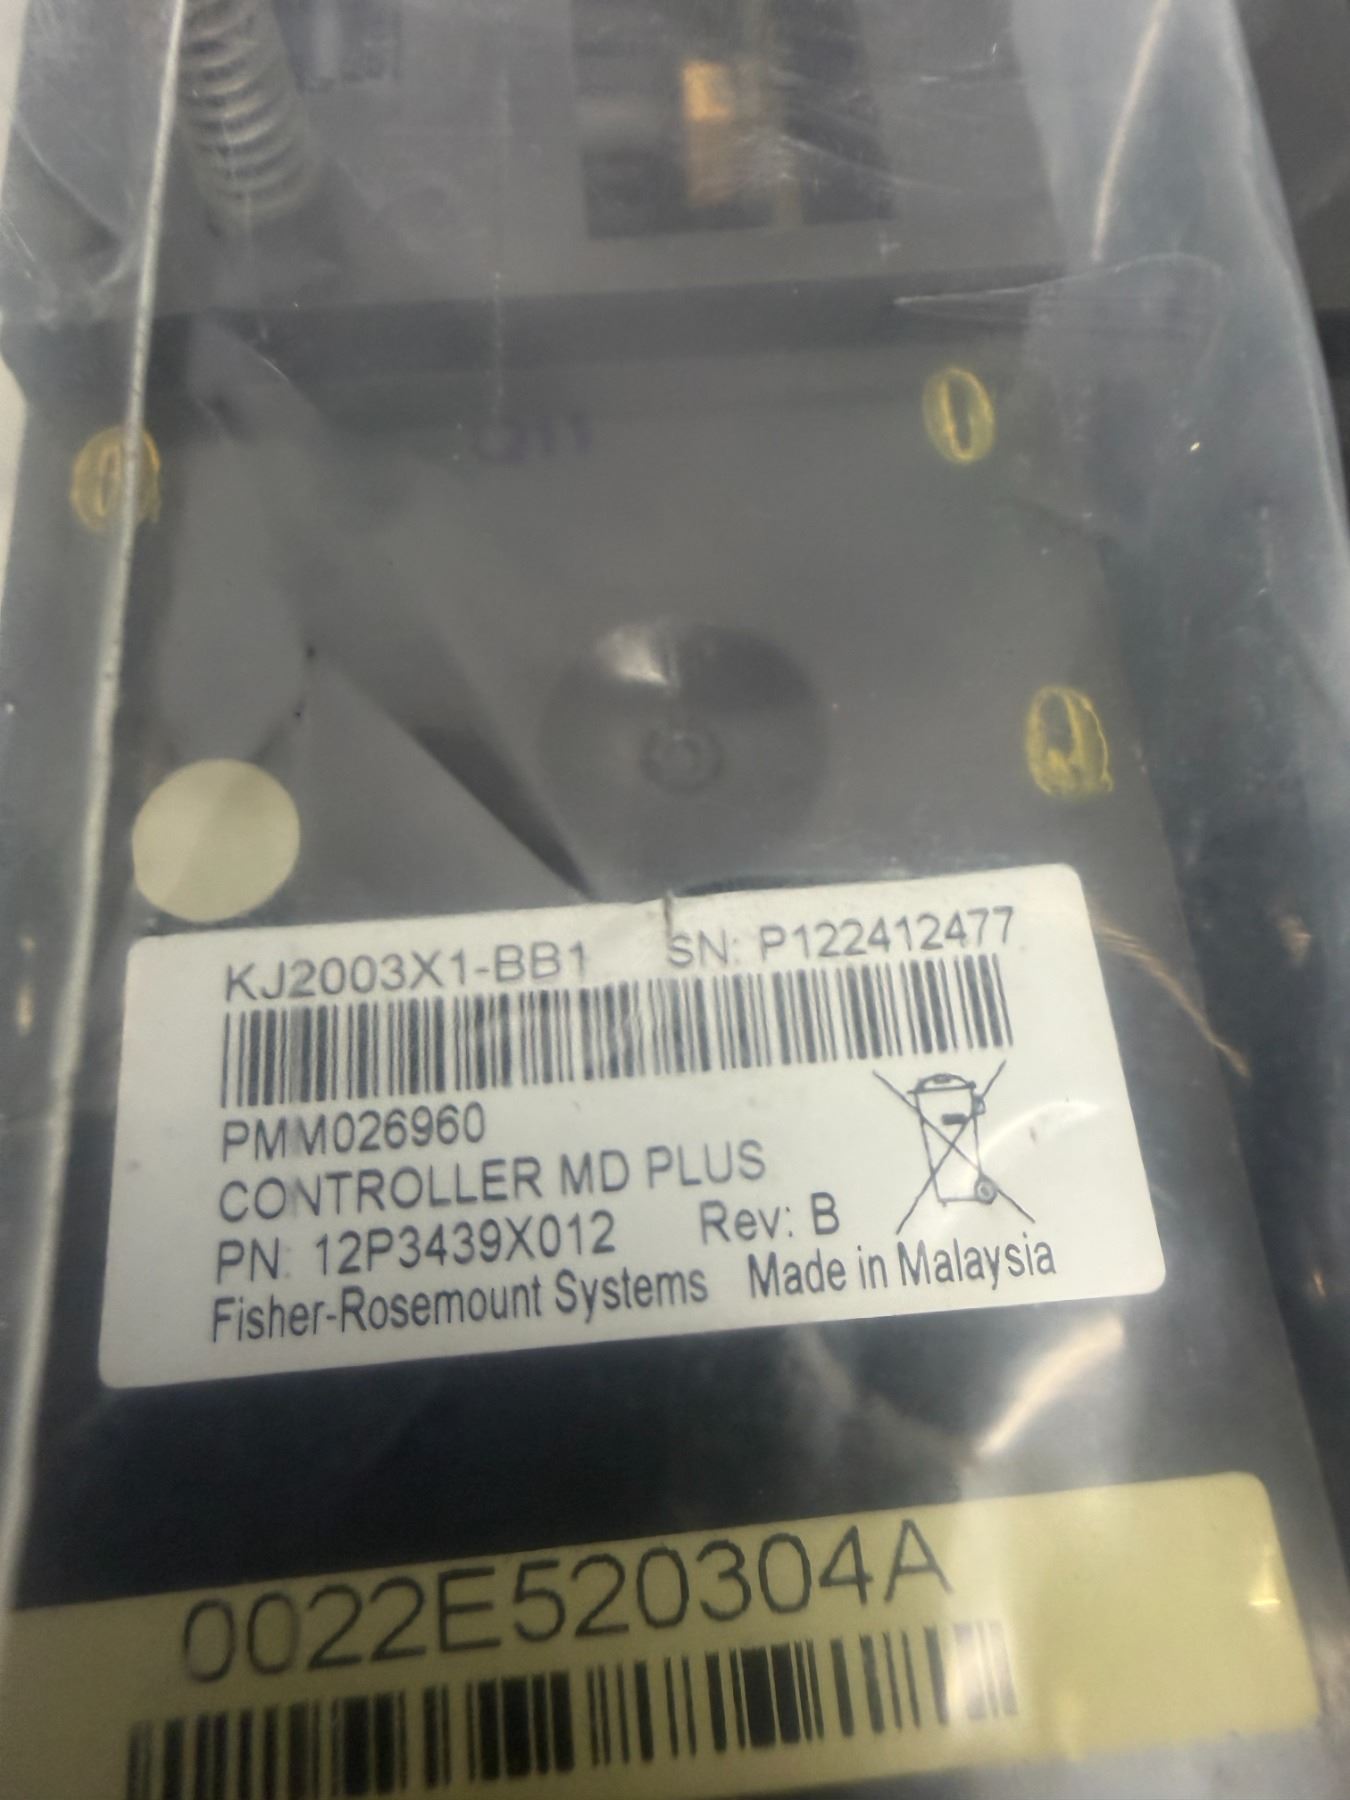 KJ2003X1-BB1 SN: P122412477
PMM026960
CONTROLLER MD PLUS
PN: 12P3439X012 Rev: B
Fisher-Rosemount Systems Made in Malaysia
0022E520304A